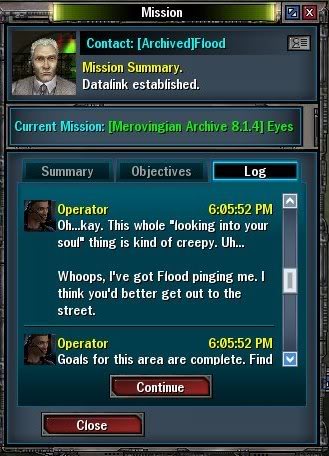 Mission
Contact: [Archived]Flood
Mission Summary.
Datalink established.
Current Mission: [Merovingian Archive 8.1.4] Eyes
Summary Objectives Log
Operator 6:05:52 PM
Oh...kay. This whole "looking into your
soul" thing is kind of creepy. Uh...
Whoops, I've got Flood pinging me. I
think you'd better get out to the
street.
Operator 6:05:52 PM
Goals for this area are complete. Find
Continue
Close